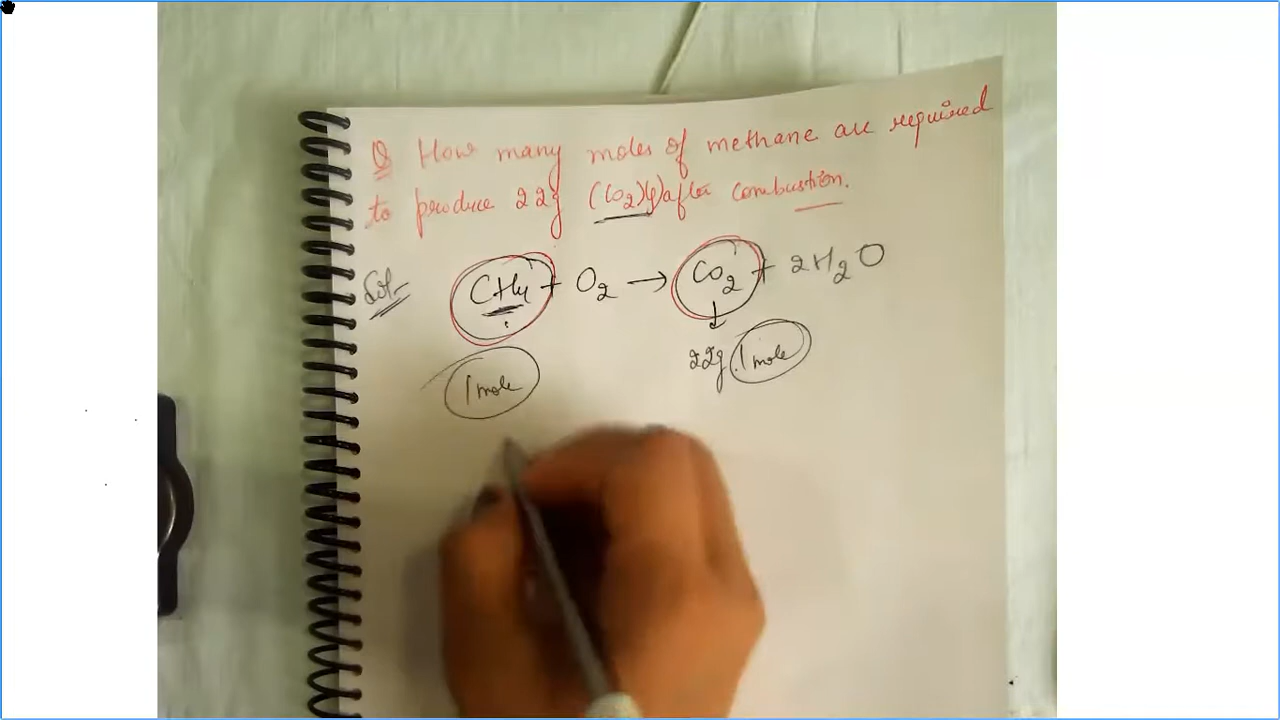 Q How many moles of methane are required
to produce 22g (CO2)(g) after combustion.
Sol- CH4 + O2 → CO2 + 2H2O
22g 1 mole
1 mole